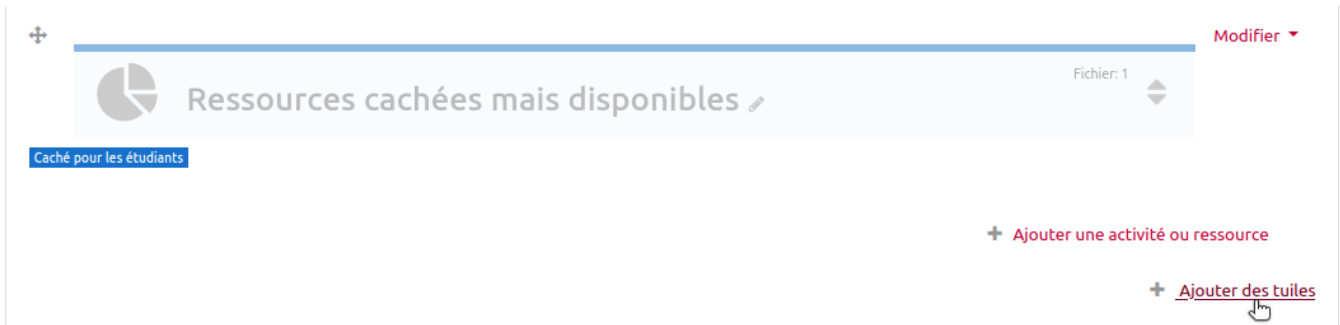 Modifier
Fichier: 1
Ressources cachées mais disponibles
Caché pour les étudiants
Ajouter une activité ou ressource
Ajouter des tuiles